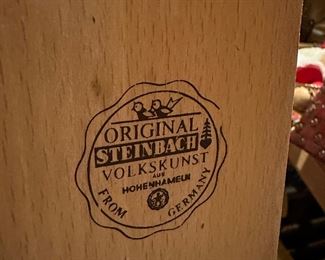 ORIGINAL
STEINBACH
VOLKSKUNST
AUS
HOHENHAMELN
FROM GERMANY